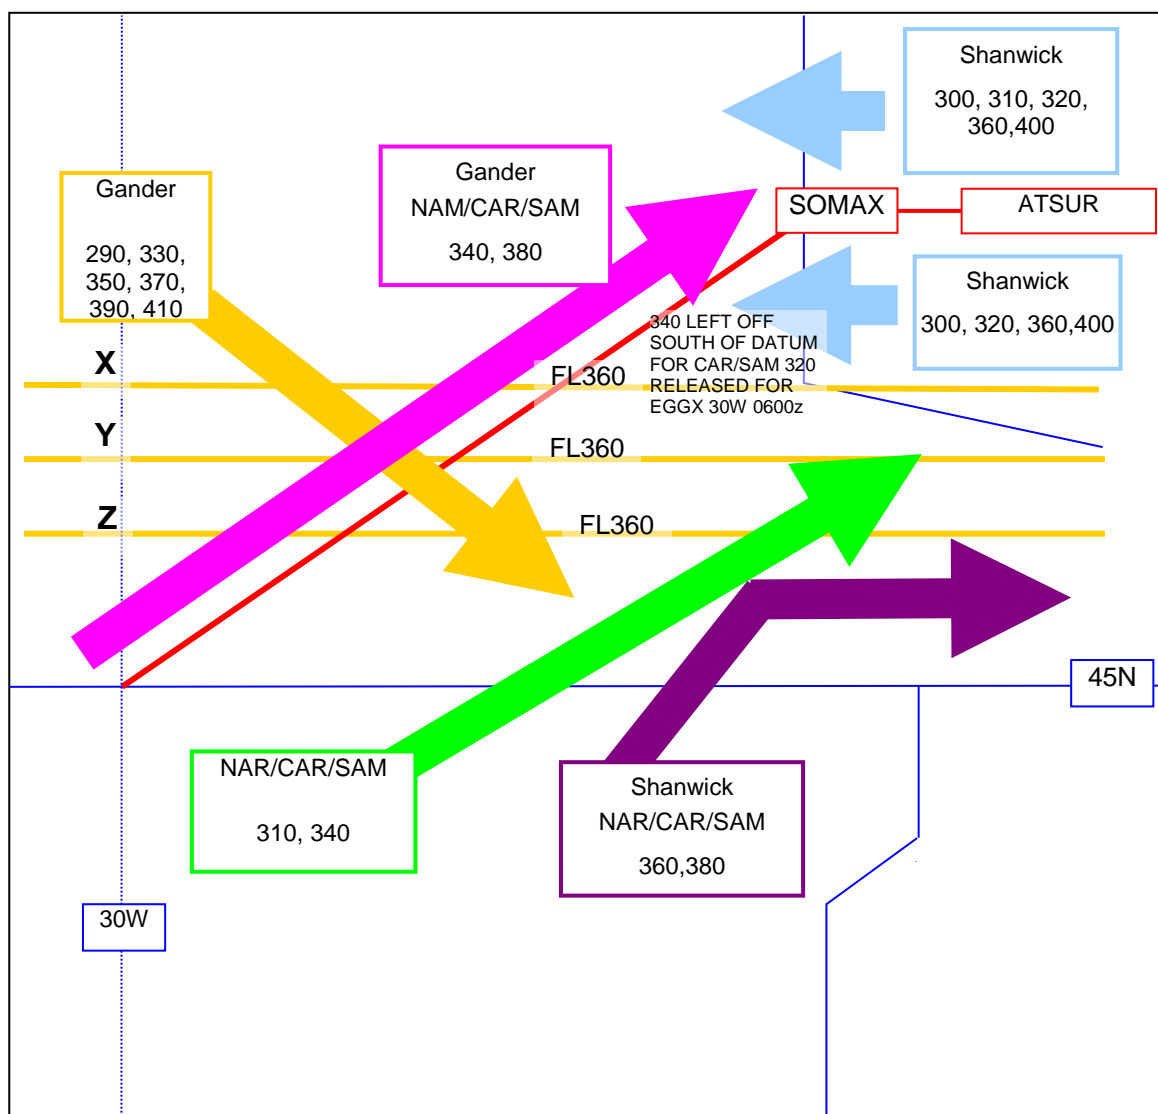 Shanwick
300, 310, 320,
360,400
Gander
NAM/CAR/SAM
340, 380
Gander
290, 330,
350, 370,
390, 410
SOMAX
ATSUR
Shanwick
300, 320, 360,400
340 LEFT OFF
SOUTH OF DATUM
FOR CAR/SAM 320
RELEASED FOR
EGGX 30W 0600z
X
FL360
Y
FL360
Z
FL360
45N
NAR/CAR/SAM
310, 340
Shanwick
NAR/CAR/SAM
360,380
30W